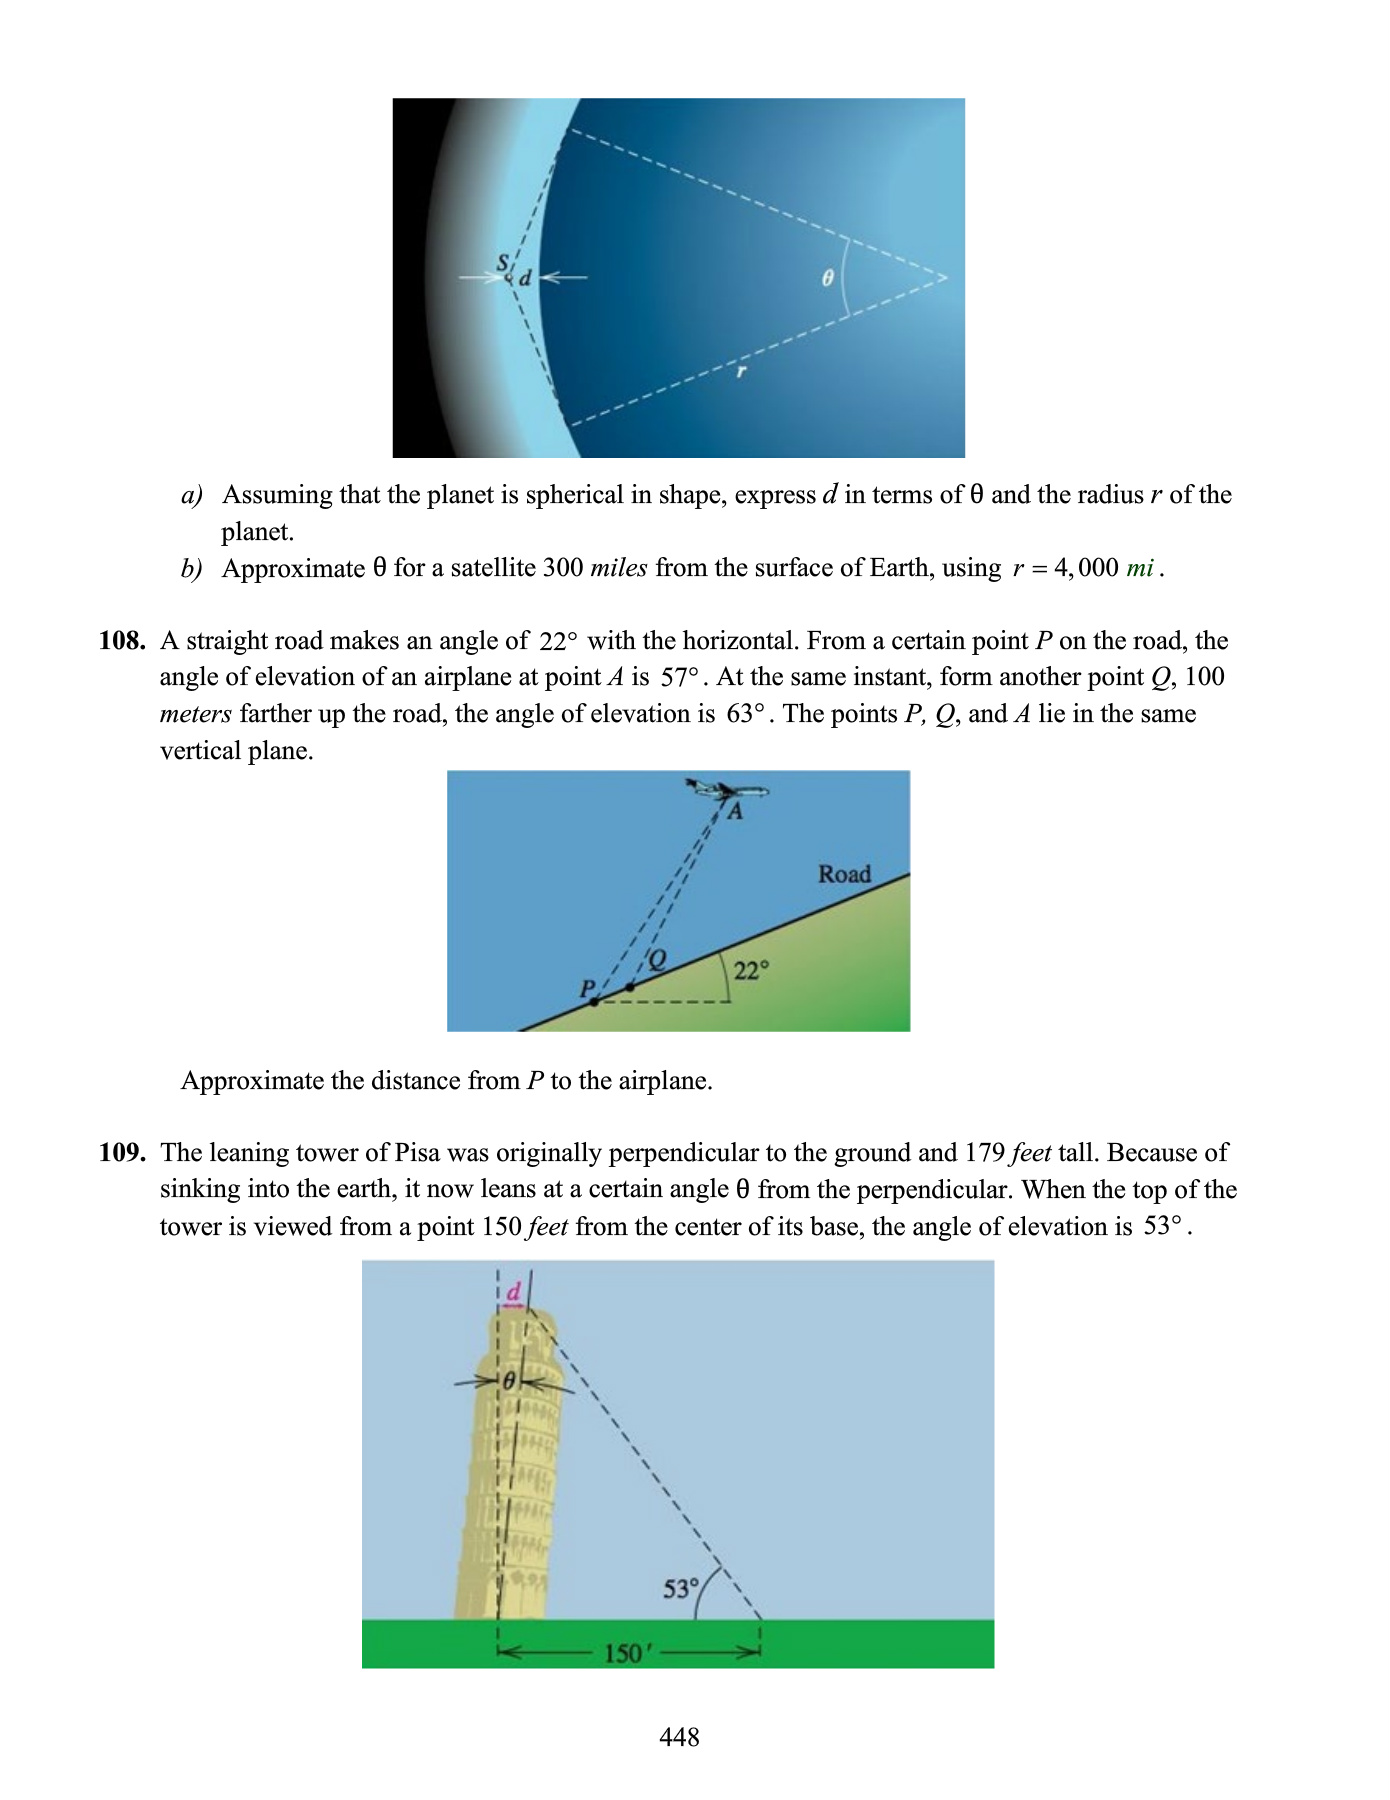 S
d
θ
r
a) Assuming that the planet is spherical in shape, express d in terms of θ and the radius r of the
planet.
b) Approximate θ for a satellite 300 miles from the surface of Earth, using r = 4,000 mi.
108. A straight road makes an angle of 22° with the horizontal. From a certain point P on the road, the
angle of elevation of an airplane at point A is 57°. At the same instant, form another point Q, 100
meters farther up the road, the angle of elevation is 63°. The points P, Q, and A lie in the same
vertical plane.
A
Road
Q
22°
P
Approximate the distance from P to the airplane.
109. The leaning tower of Pisa was originally perpendicular to the ground and 179 feet tall. Because of
sinking into the earth, it now leans at a certain angle θ from the perpendicular. When the top of the
tower is viewed from a point 150 feet from the center of its base, the angle of elevation is 53°.
d
θ
53°
150′
448